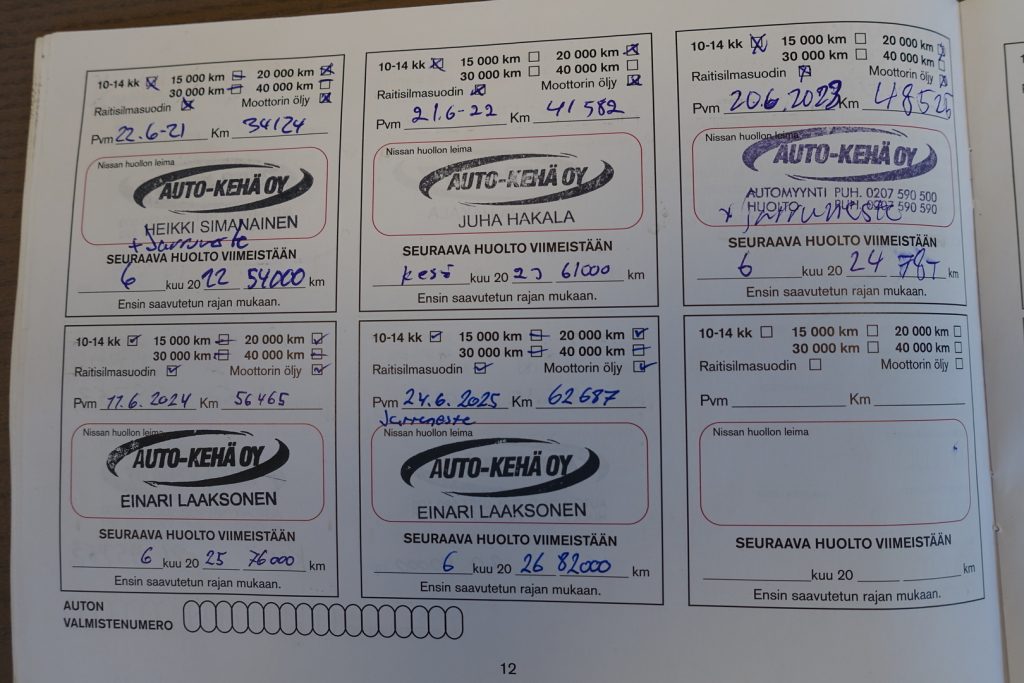 10-14 kk 15 000 km 20 000 km
30 000 km 40 000 km
Raitisilmasuodin Moottorin öljy
Pvm 22.6-21 Km 34124
Nissan huollon leima
AUTO-KEHÄ OY
HEIKKI SIMANAINEN
+ Jarruneste
SEURAAVA HUOLTO VIIMEISTÄÄN
6 kuu 20 22 54000 km
Ensin saavutetun rajan mukaan.
10-14 kk 15 000 km 20 000 km
30 000 km 40 000 km
Raitisilmasuodin Moottorin öljy
Pvm 21.6-22 Km 41582
Nissan huollon leima
AUTO-KEHÄ OY
JUHA HAKALA
SEURAAVA HUOLTO VIIMEISTÄÄN
kesä kuu 20 23 61000 km
Ensin saavutetun rajan mukaan.
10-14 kk 15 000 km 20 000 km
30 000 km 40 000 km
Raitisilmasuodin Moottorin öljy
Pvm 20.6.2023 Km 48525
Nissan huollon leima
AUTO-KEHÄ OY
AUTOMYYNTI PUH. 0207 590 500
HUOLTO PUH. 0207 590 590
+ jarruneste
SEURAAVA HUOLTO VIIMEISTÄÄN
6 kuu 20 24 km
Ensin saavutetun rajan mukaan.
10-14 kk 15 000 km 20 000 km
30 000 km 40 000 km
Raitisilmasuodin Moottorin öljy
Pvm 11.6.2024 Km 56465
Nissan huollon leima
AUTO-KEHÄ OY
EINARI LAAKSONEN
SEURAAVA HUOLTO VIIMEISTÄÄN
6 kuu 20 25 76000 km
Ensin saavutetun rajan mukaan.
10-14 kk 15 000 km 20 000 km
30 000 km 40 000 km
Raitisilmasuodin Moottorin öljy
Pvm 24.6.2025 Km 62687
Jarruneste
Nissan huollon leima
AUTO-KEHÄ OY
EINARI LAAKSONEN
SEURAAVA HUOLTO VIIMEISTÄÄN
6 kuu 20 26 82000 km
Ensin saavutetun rajan mukaan.
10-14 kk 15 000 km 20 000 km
30 000 km 40 000 km
Raitisilmasuodin Moottorin öljy
Pvm Km
Nissan huollon leima
SEURAAVA HUOLTO VIIMEISTÄÄN
kuu 20 km
Ensin saavutetun rajan mukaan.
AUTON
VALMISTENUMERO
12